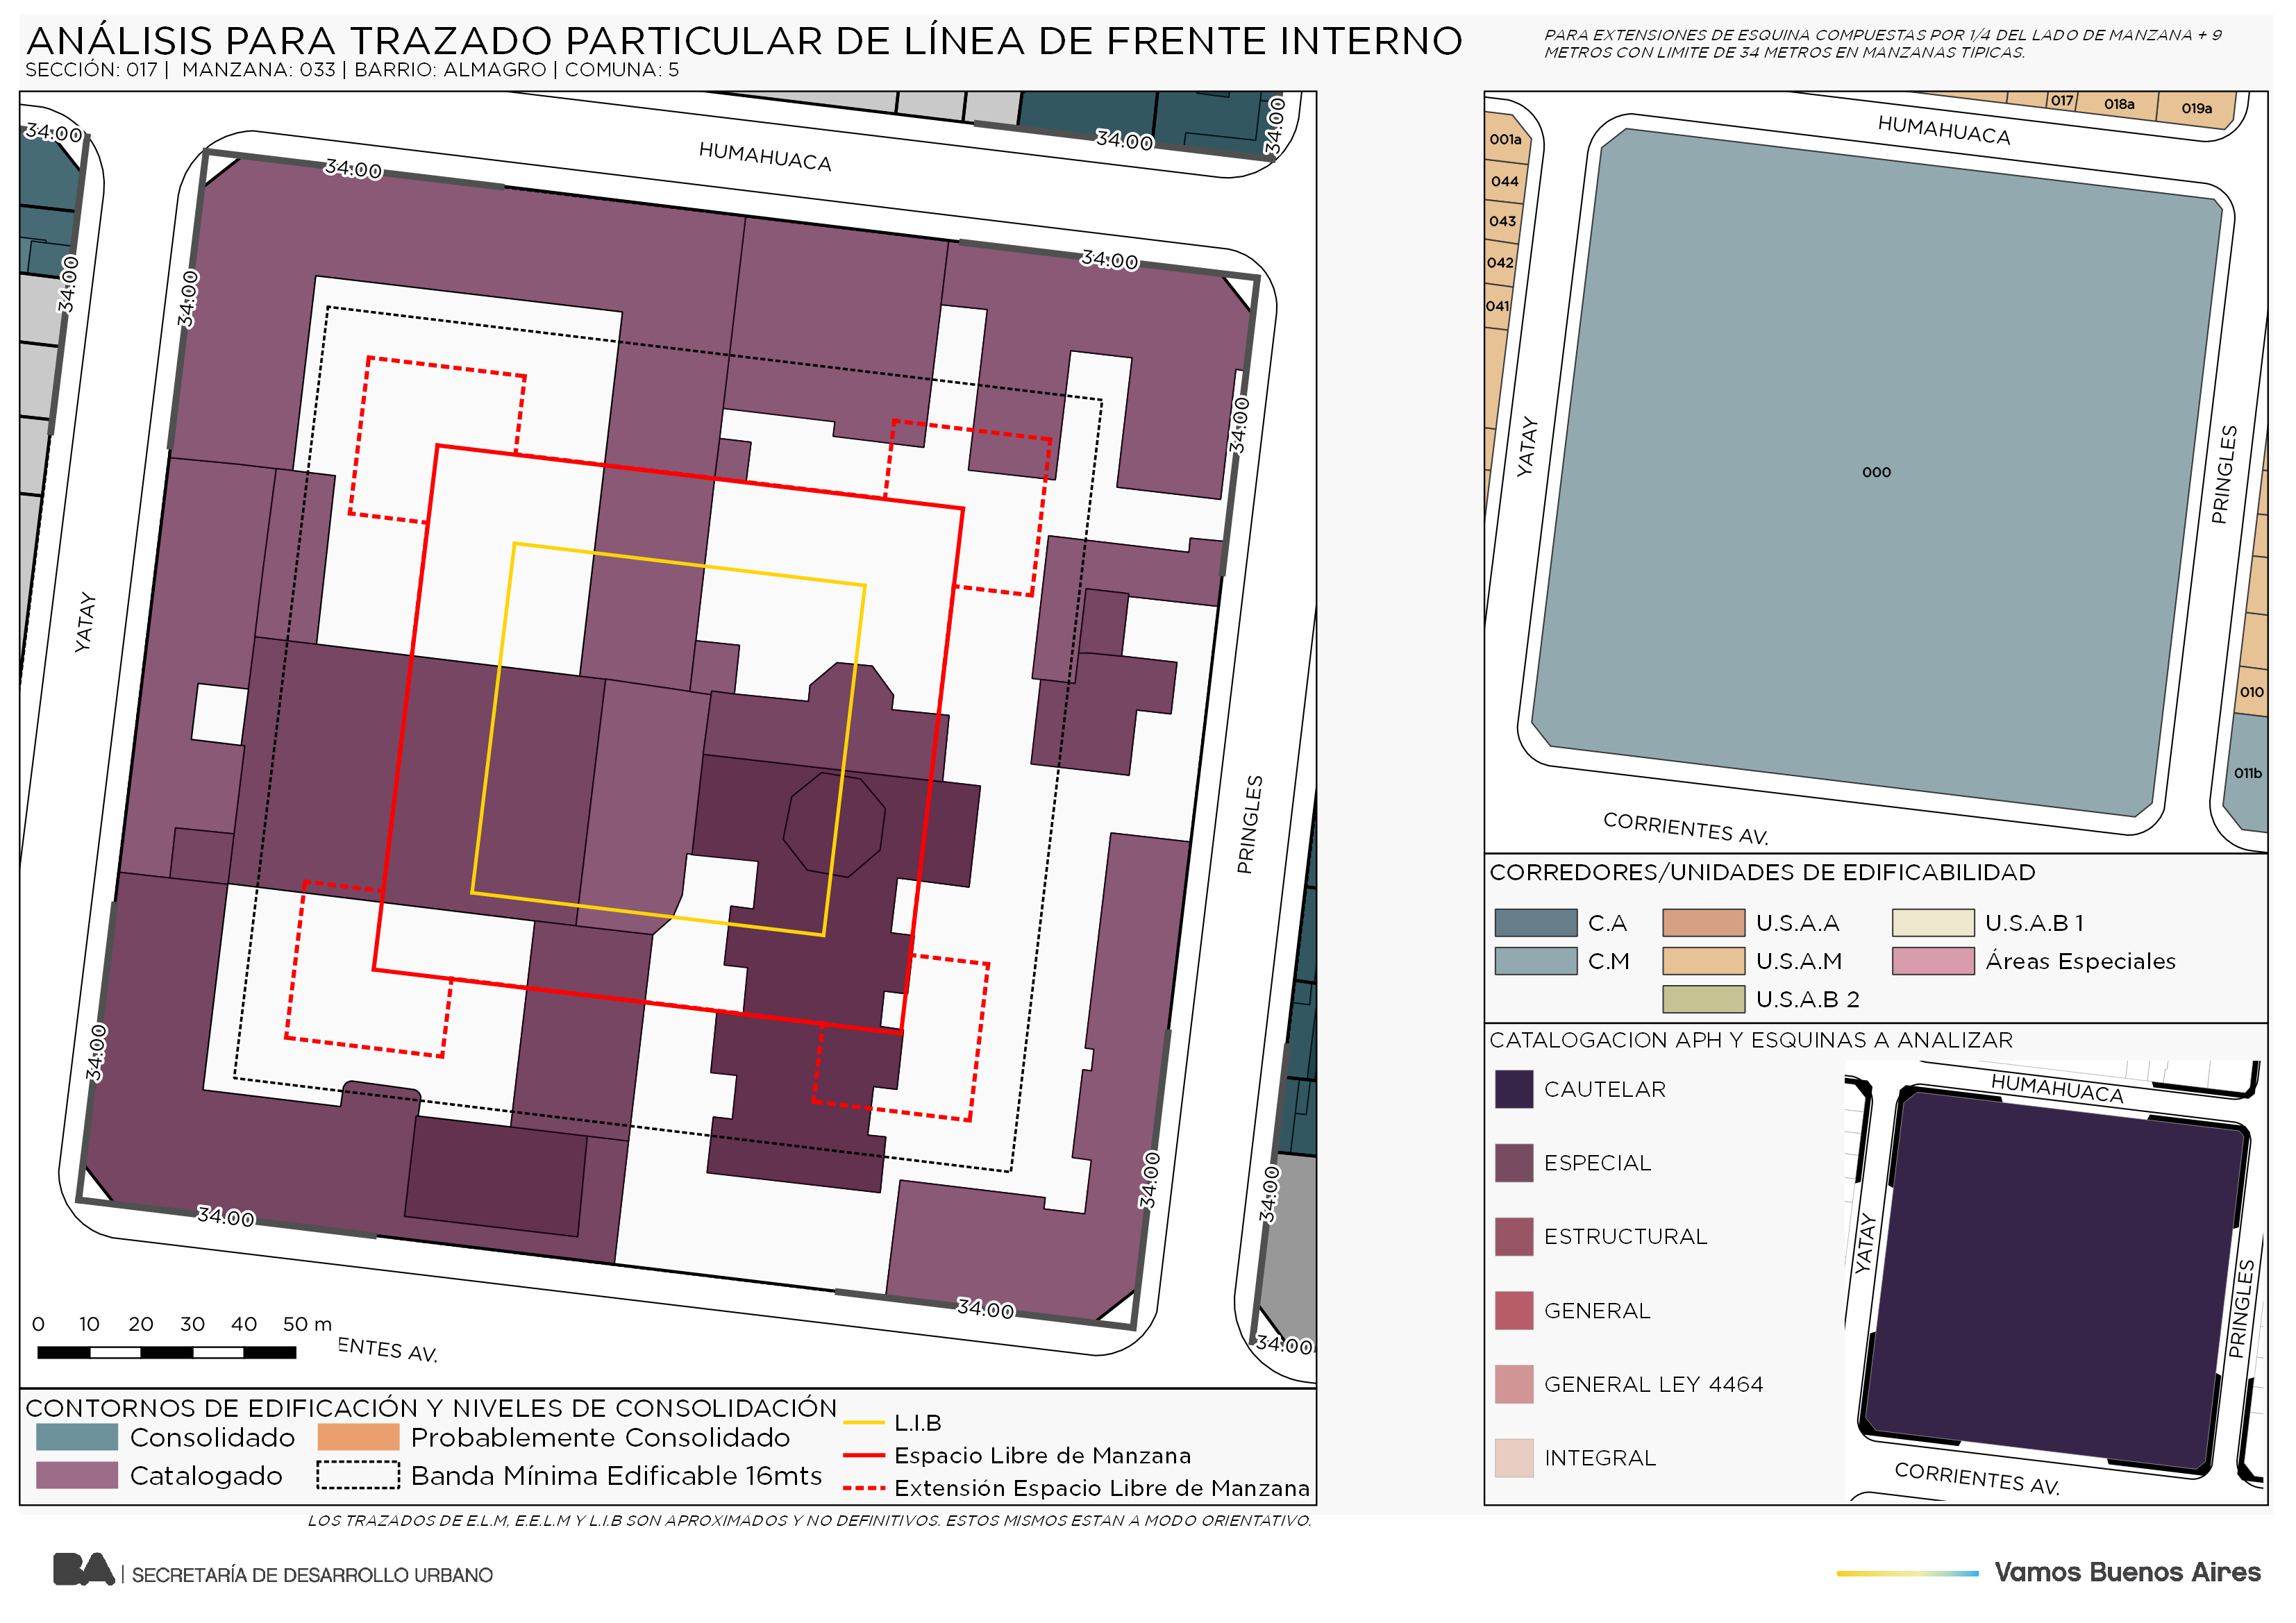 ANÁLISIS PARA TRAZADO PARTICULAR DE LÍNEA DE FRENTE INTERNO
SECCIÓN: 017 | MANZANA: 033 | BARRIO: ALMAGRO | COMUNA: 5
PARA EXTENSIONES DE ESQUINA COMPUESTAS POR 1/4 DEL LADO DE MANZANA + 9
METROS CON LIMITE DE 34 METROS EN MANZANAS TIPICAS.
34:00
34:00
34:00
34:00
HUMAHUACA
34:00
34:00
34:00
34:00
34:00
YATAY
PRINGLES
34:00
34:00
34:00
34:00
34:00
34:00
0 10 20 30 40 50 m
ENTES AV.
CONTORNOS DE EDIFICACIÓN Y NIVELES DE CONSOLIDACIÓN
Consolidado
Probablemente Consolidado
Catalogado
Banda Mínima Edificable 16mts
L.I.B
Espacio Libre de Manzana
Extensión Espacio Libre de Manzana
LOS TRAZADOS DE E.L.M, E.E.L.M Y L.I.B SON APROXIMADOS Y NO DEFINITIVOS. ESTOS MISMOS ESTAN A MODO ORIENTATIVO.
017
018a
019a
HUMAHUACA
001a
044
043
042
041
YATAY
000
PRINGLES
010
011b
CORRIENTES AV.
CORREDORES/UNIDADES DE EDIFICABILIDAD
C.A
U.S.A.A
U.S.A.B 1
C.M
U.S.A.M
Áreas Especiales
U.S.A.B 2
CATALOGACION APH Y ESQUINAS A ANALIZAR
CAUTELAR
ESPECIAL
ESTRUCTURAL
GENERAL
GENERAL LEY 4464
INTEGRAL
HUMAHUACA
YATAY
PRINGLES
CORRIENTES AV.
BA | SECRETARÍA DE DESARROLLO URBANO
Vamos Buenos Aires